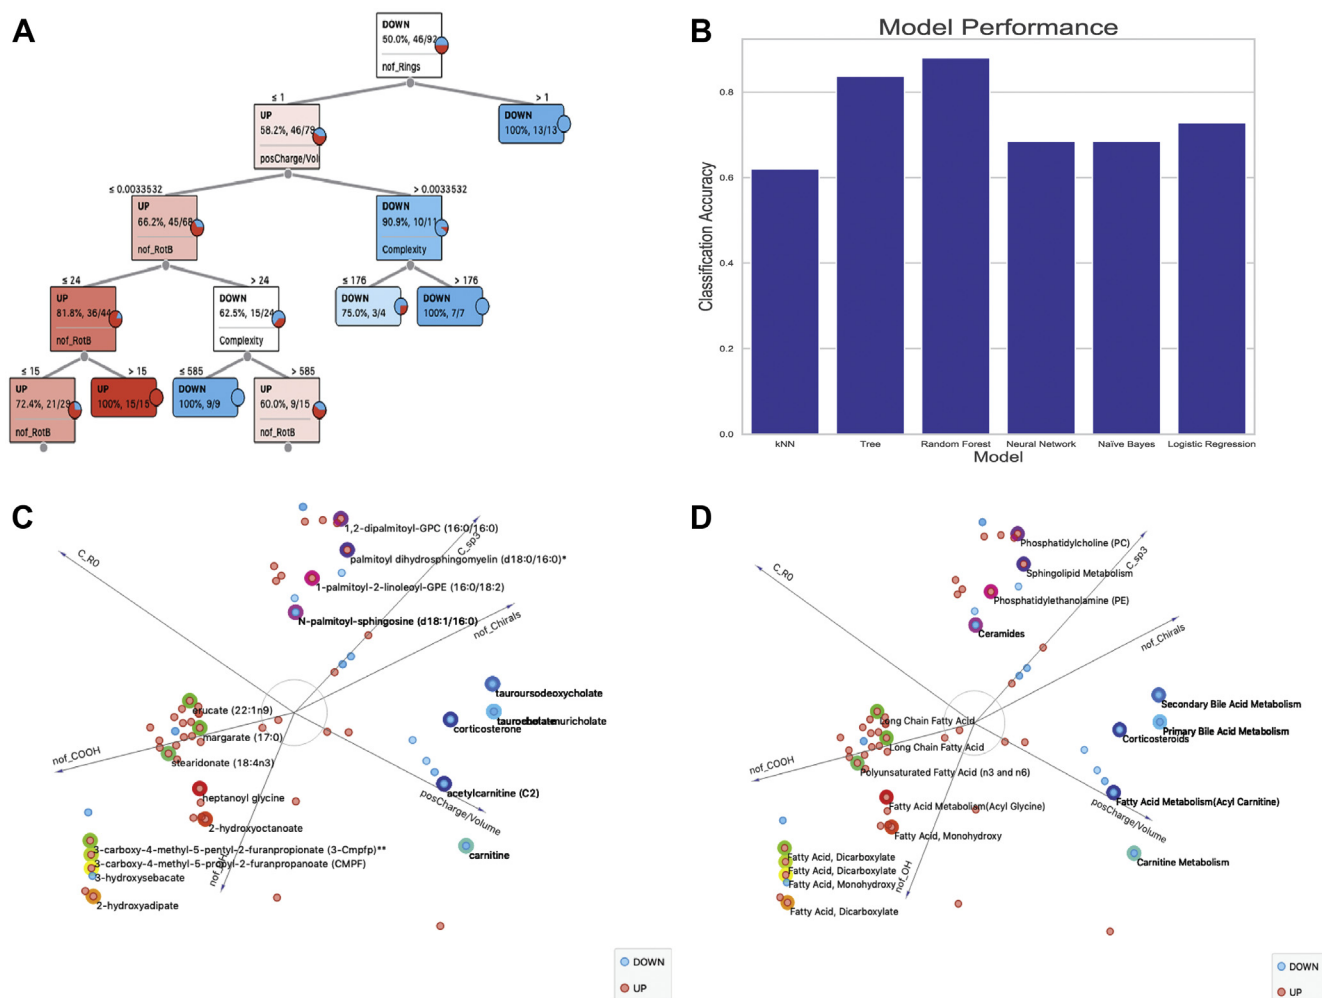 A
DOWN
50.0%, 46/92
nof_Rings
≤ 1
> 1
UP
58.2%, 46/79
posCharge/Vol
DOWN
100%, 13/13
≤ 0.0033532
> 0.0033532
UP
66.2%, 45/68
nof_RotB
DOWN
90.9%, 10/11
Complexity
≤ 24
> 24
≤ 176
> 176
UP
81.8%, 36/44
nof_RotB
DOWN
62.5%, 15/24
Complexity
DOWN
75.0%, 3/4
DOWN
100%, 7/7
≤ 15
> 15
≤ 585
> 585
UP
72.4%, 21/29
nof_RotB
UP
100%, 15/15
DOWN
100%, 9/9
UP
60.0%, 9/15
nof_RotB
B
Model Performance
Classification Accuracy
0.8
0.6
0.4
0.2
0.0
kNN
Tree
Random Forest
Neural Network
Naïve Bayes
Logistic Regression
Model
C
C_R0
C_sp3
nof_Chirals
nof_COOH
posCharge/Volume
1,2-dipalmitoyl-GPC (16:0/16:0)
palmitoyl dihydrosphingomyelin (d18:0/16:0)*
1-palmitoyl-2-linoleoyl-GPE (16:0/18:2)
N-palmitoyl-sphingosine (d18:1/16:0)
tauroursodeoxycholate
corticosterone
erucate (22:1n9)
margarate (17:0)
stearidonate (18:4n3)
acetylcarnitine (C2)
heptanoyl glycine
2-hydroxyoctanoate
carnitine
3-carboxy-4-methyl-5-pentyl-2-furanpropionate (3-Cmpfp)**
3-carboxy-4-methyl-5-propyl-2-furanpropanoate (CMPF)
3-hydroxysebacate
2-hydroxyadipate
DOWN
UP
D
C_R0
C_sp3
nof_Chirals
nof_COOH
posCharge/Volume
nof_OH
Phosphatidylcholine (PC)
Sphingolipid Metabolism
Phosphatidylethanolamine (PE)
Ceramides
Secondary Bile Acid Metabolism
Primary Bile Acid Metabolism
Corticosteroids
Long Chain Fatty Acid
Long Chain Fatty Acid
Polyunsaturated Fatty Acid (n3 and n6)
Fatty Acid Metabolism(Acyl Carnitine)
Fatty Acid Metabolism(Acyl Glycine)
Fatty Acid, Monohydroxy
Carnitine Metabolism
Fatty Acid, Dicarboxylate
Fatty Acid, Dicarboxylate
Fatty Acid, Monohydroxy
Fatty Acid, Dicarboxylate
DOWN
UP